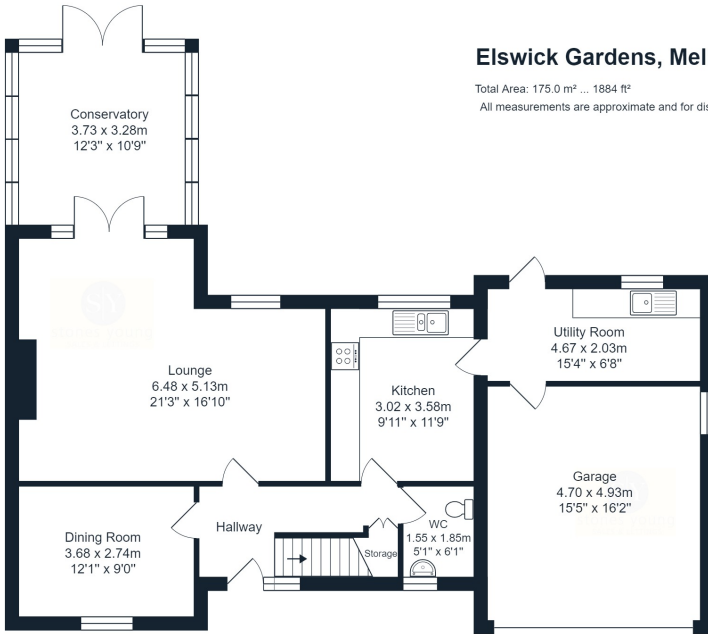 Elswick Gardens, Mel
Total Area: 175.0 m² ... 1884 ft²
All measurements are approximate and for dis
Conservatory
3.73 x 3.28m
12'3" x 10'9"
Lounge
6.48 x 5.13m
21'3" x 16'10"
Kitchen
3.02 x 3.58m
9'11" x 11'9"
Utility Room
4.67 x 2.03m
15'4" x 6'8"
Garage
4.70 x 4.93m
15'5" x 16'2"
Dining Room
3.68 x 2.74m
12'1" x 9'0"
Hallway
Storage
WC
1.55 x 1.85m
5'1" x 6'1"